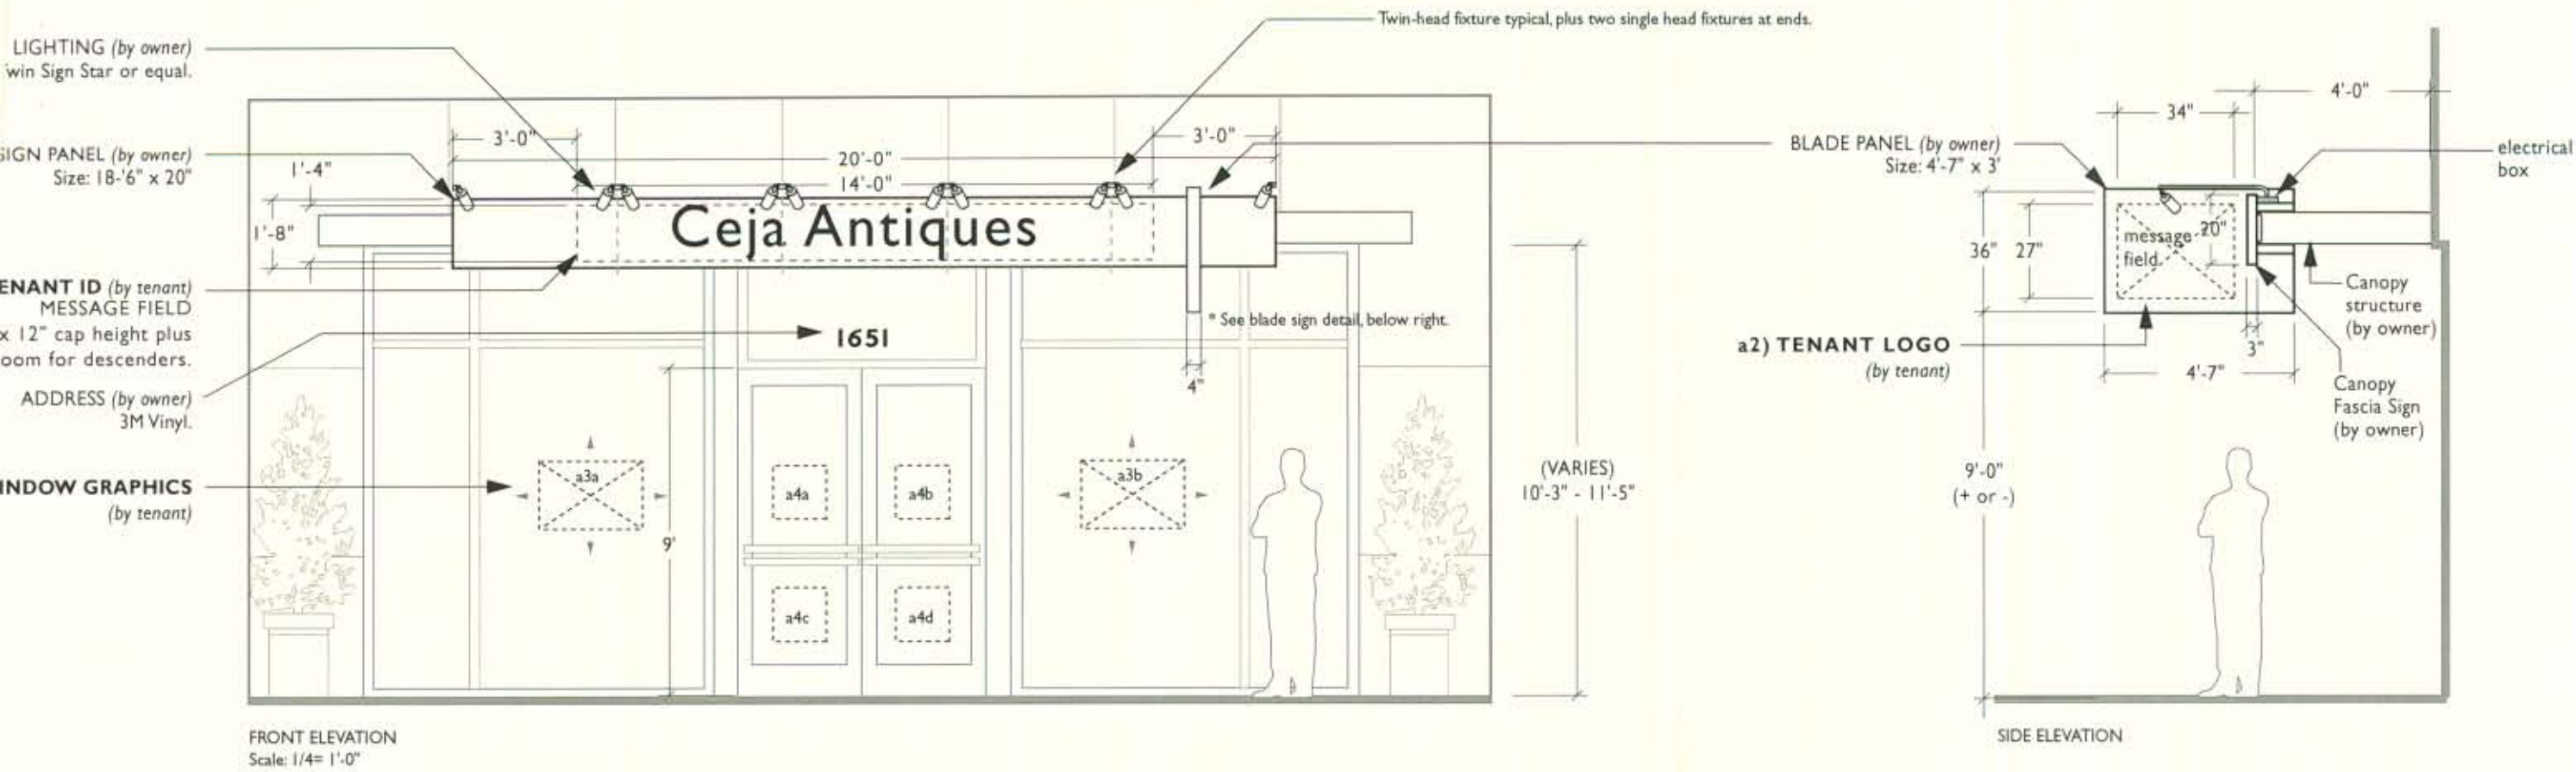 Twin-head fixture typical, plus two single head fixtures at ends.
LIGHTING (by owner)
win Sign Star or equal.
SIGN PANEL (by owner)
Size: 18-'6" x 20"
ENANT ID (by tenant)
MESSAGE FIELD
x 12" cap height plus
oom for descenders.
ADDRESS (by owner)
3M Vinyl.
INDOW GRAPHICS
(by tenant)
3'-0"
3'-0"
20'-0"
14'-0"
1'-4"
1'-8"
Ceja Antiques
1651
* See blade sign detail, below right.
4"
9'
a3a
a4a
a4b
a3b
a4c
a4d
(VARIES)
10'-3" - 11'-5"
FRONT ELEVATION
Scale: 1/4= 1'-0"
BLADE PANEL (by owner)
Size: 4'-7" x 3'
a2) TENANT LOGO
(by tenant)
4'-0"
34"
electrical
box
36"
27"
20"
message
field.
3"
4'-7"
Canopy
structure
(by owner)
Canopy
Fascia Sign
(by owner)
9'-0"
(+ or -)
SIDE ELEVATION